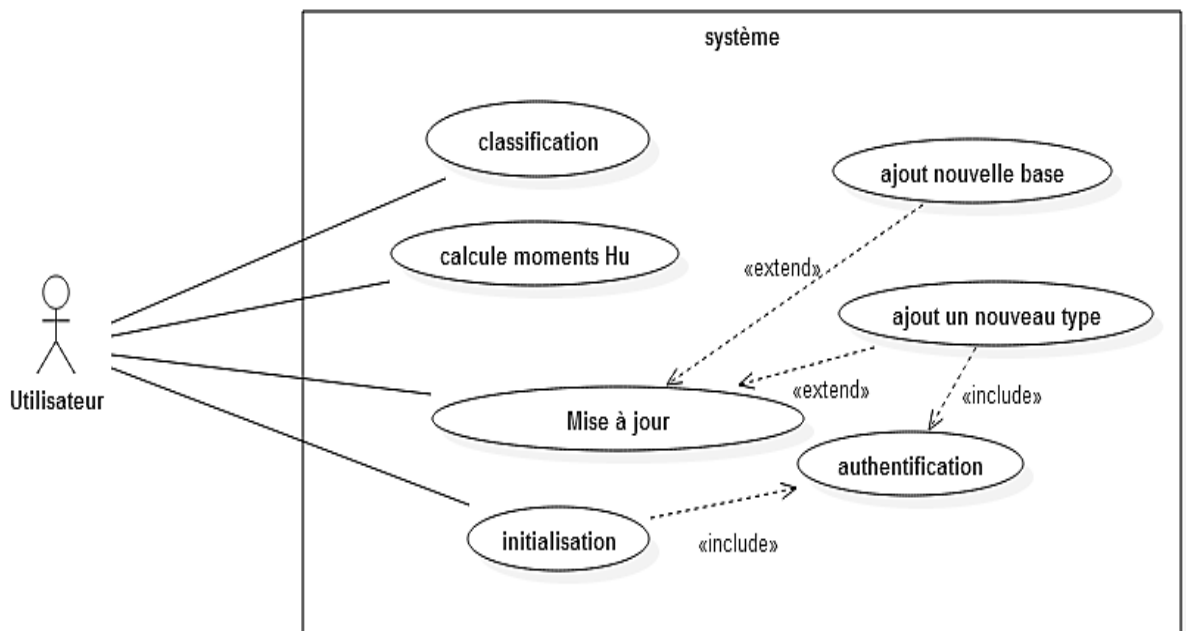 système
classification
ajout nouvelle base
calcule moments Hu
«extend»
ajout un nouveau type
Utilisateur
«extend»
«include»
Mise à jour
authentification
initialisation
«include»